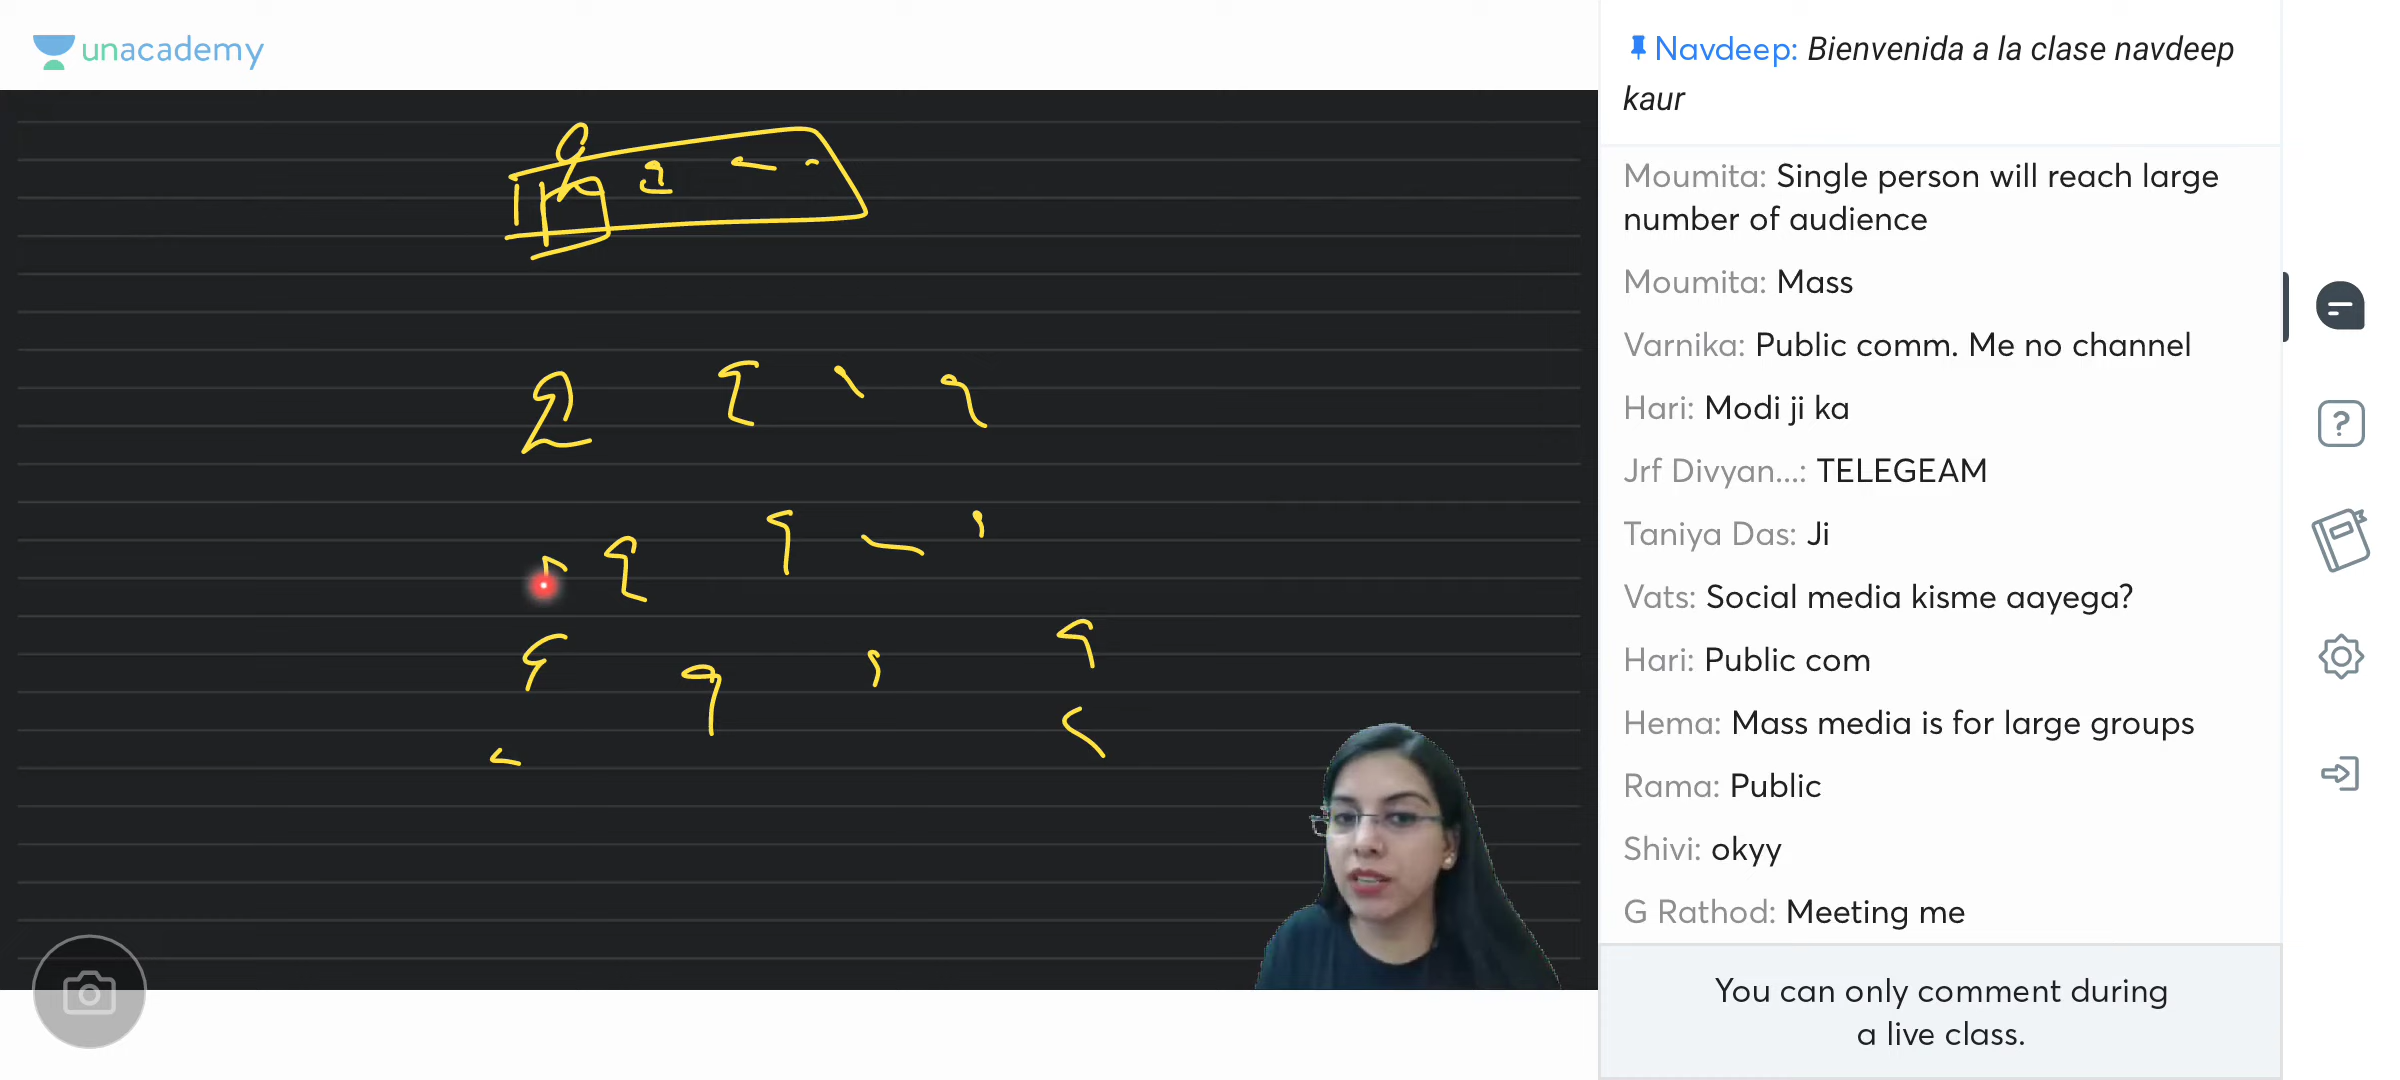 unacademy
Navdeep: Bienvenida a la clase navdeep
kaur
Moumita: Single person will reach large
number of audience
Moumita: Mass
Varnika: Public comm. Me no channel
Hari: Modi ji ka
Jrf Divyan...: TELEGEAM
Taniya Das: Ji
Vats: Social media kisme aayega?
Hari: Public com
Hema: Mass media is for large groups
Rama: Public
Shivi: okyy
G Rathod: Meeting me
You can only comment during
a live class.